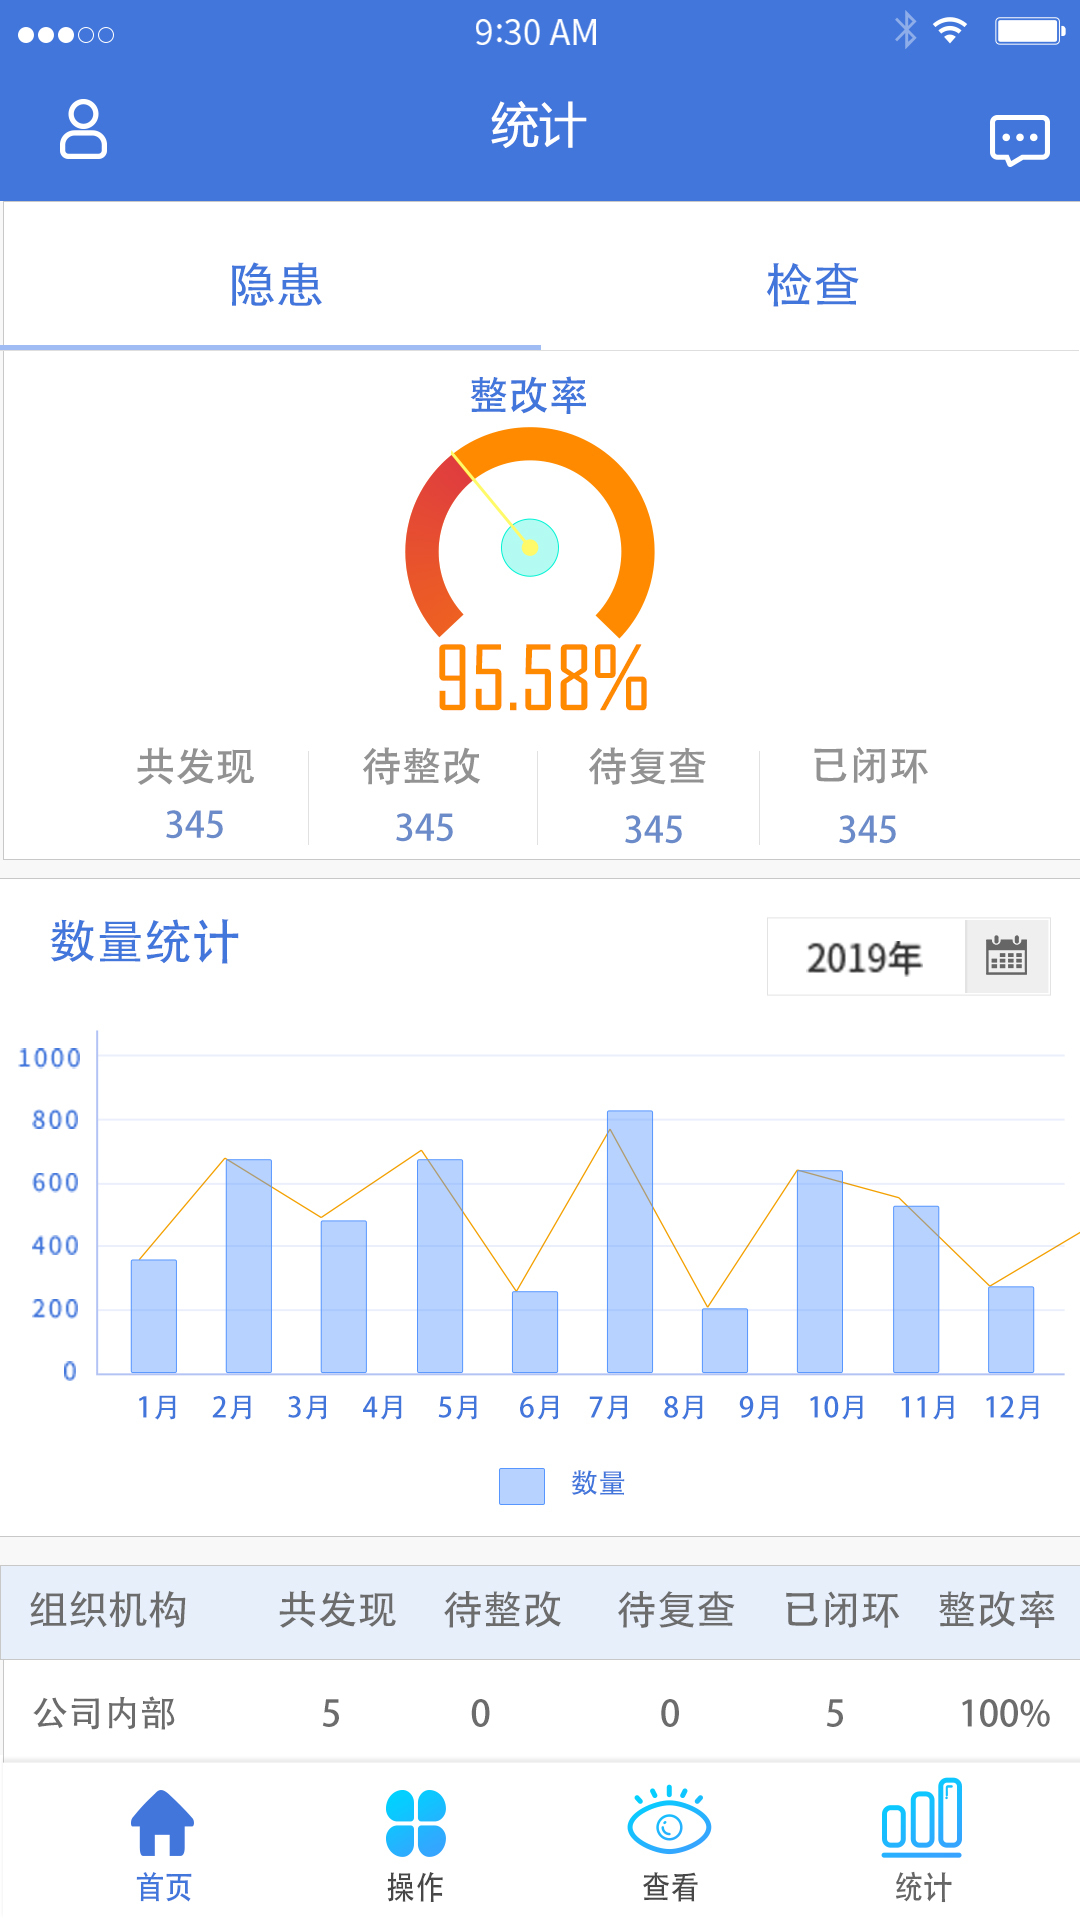 9:30 AM
统计
隐患 检查
整改率
95.58%
共发现 待整改 待复查 已闭环
345 345 345 345
数量统计
2019年
1000
800
600
400
200
0
1月 2月 3月 4月 5月 6月 7月 8月 9月 10月 11月 12月
数量
组织机构 共发现 待整改 待复查 已闭环 整改率
公司内部 5 0 0 5 100%
首页 操作 查看 统计